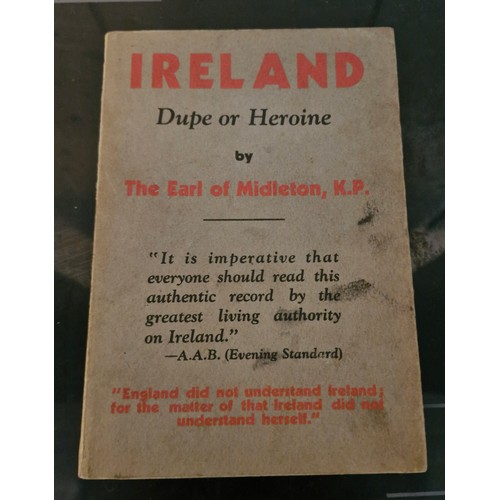 IRELAND
Dupe or Heroine
by
The Earl of Midleton, K.P.
"It is imperative that
everyone should read this
authentic record by the
greatest living authority
on Ireland."
—A.A.B. (Evening Standard)
"England did not understand Ireland;
for the matter of that Ireland did not
understand herself."